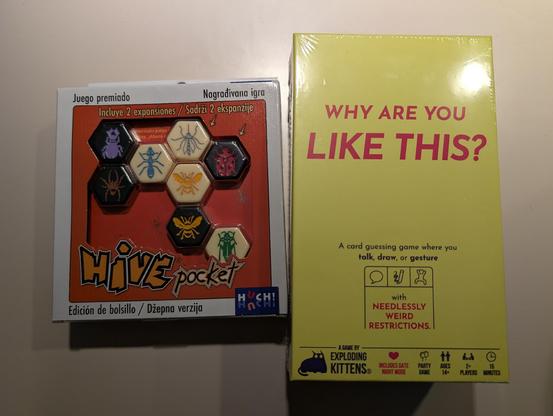 Juego premiado
Nagrađivana igra
Incluye 2 expansiones / Sadrži 2 ekspanzije
HIVE pocket
HUCH!
Edición de bolsillo / Džepna verzija
WHY ARE YOU
LIKE THIS?
A card guessing game where you
talk, draw, or gesture
with
NEEDLESSLY
WEIRD
RESTRICTIONS.
A GAME BY
EXPLODING
KITTENS®
INCLUDES DATE
NIGHT MODE
PARTY
GAME
AGES
14+
2+
PLAYERS
15
MINUTES